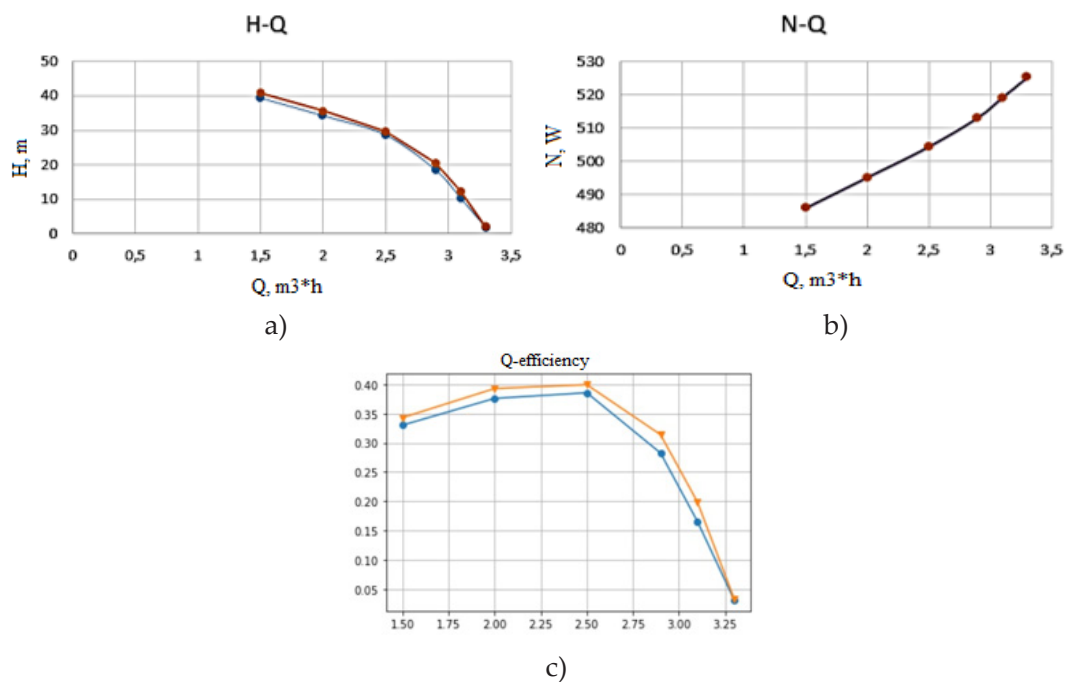 H-Q
H, m
50
40
30
20
10
0
0 0,5 1 1,5 2 2,5 3 3,5
Q, m3*h
a)
N-Q
N, W
530
520
510
500
490
480
0 0,5 1 1,5 2 2,5 3 3,5
Q, m3*h
b)
Q-efficiency
0.40
0.35
0.30
0.25
0.20
0.15
0.10
0.05
1.50 1.75 2.00 2.25 2.50 2.75 3.00 3.25
c)